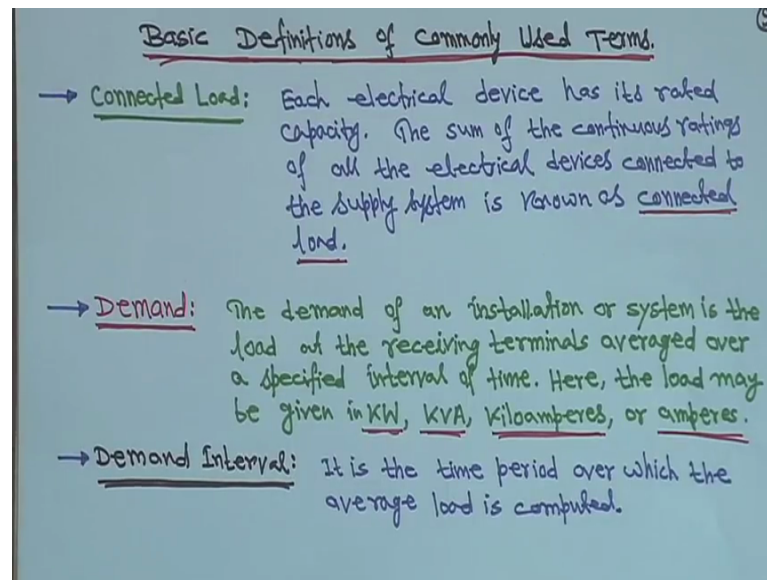 Basic Definitions of Commonly Used Terms.
→ Connected Load: Each electrical device has its rated
capacity. The sum of the continuous ratings
of all the electrical devices connected to
the supply system is known as connected
load.
→ Demand: The demand of an installation or system is the
load at the receiving terminals averaged over
a specified interval of time. Here, the load may
be given in KW, KVA, Kiloamperes, or amperes.
→ Demand Interval: It is the time period over which the
average load is computed.